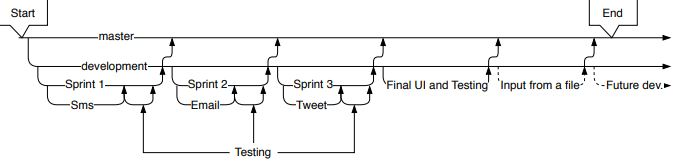 Start
End
master
development
Sprint 1
Sprint 2
Sprint 3
Final UI and Testing
Input from a file
Future dev.
Sms
Email
Tweet
Testing